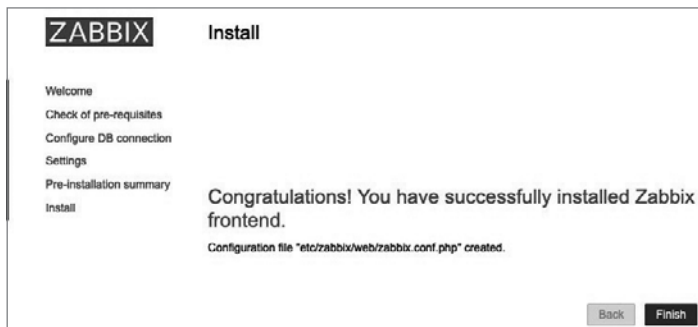 ZABBIX
Install
Welcome
Check of pre-requisites
Configure DB connection
Settings
Pre-installation summary
Install
Congratulations! You have successfully installed Zabbix
frontend.
Configuration file "etc/zabbix/web/zabbix.conf.php" created.
Back
Finish